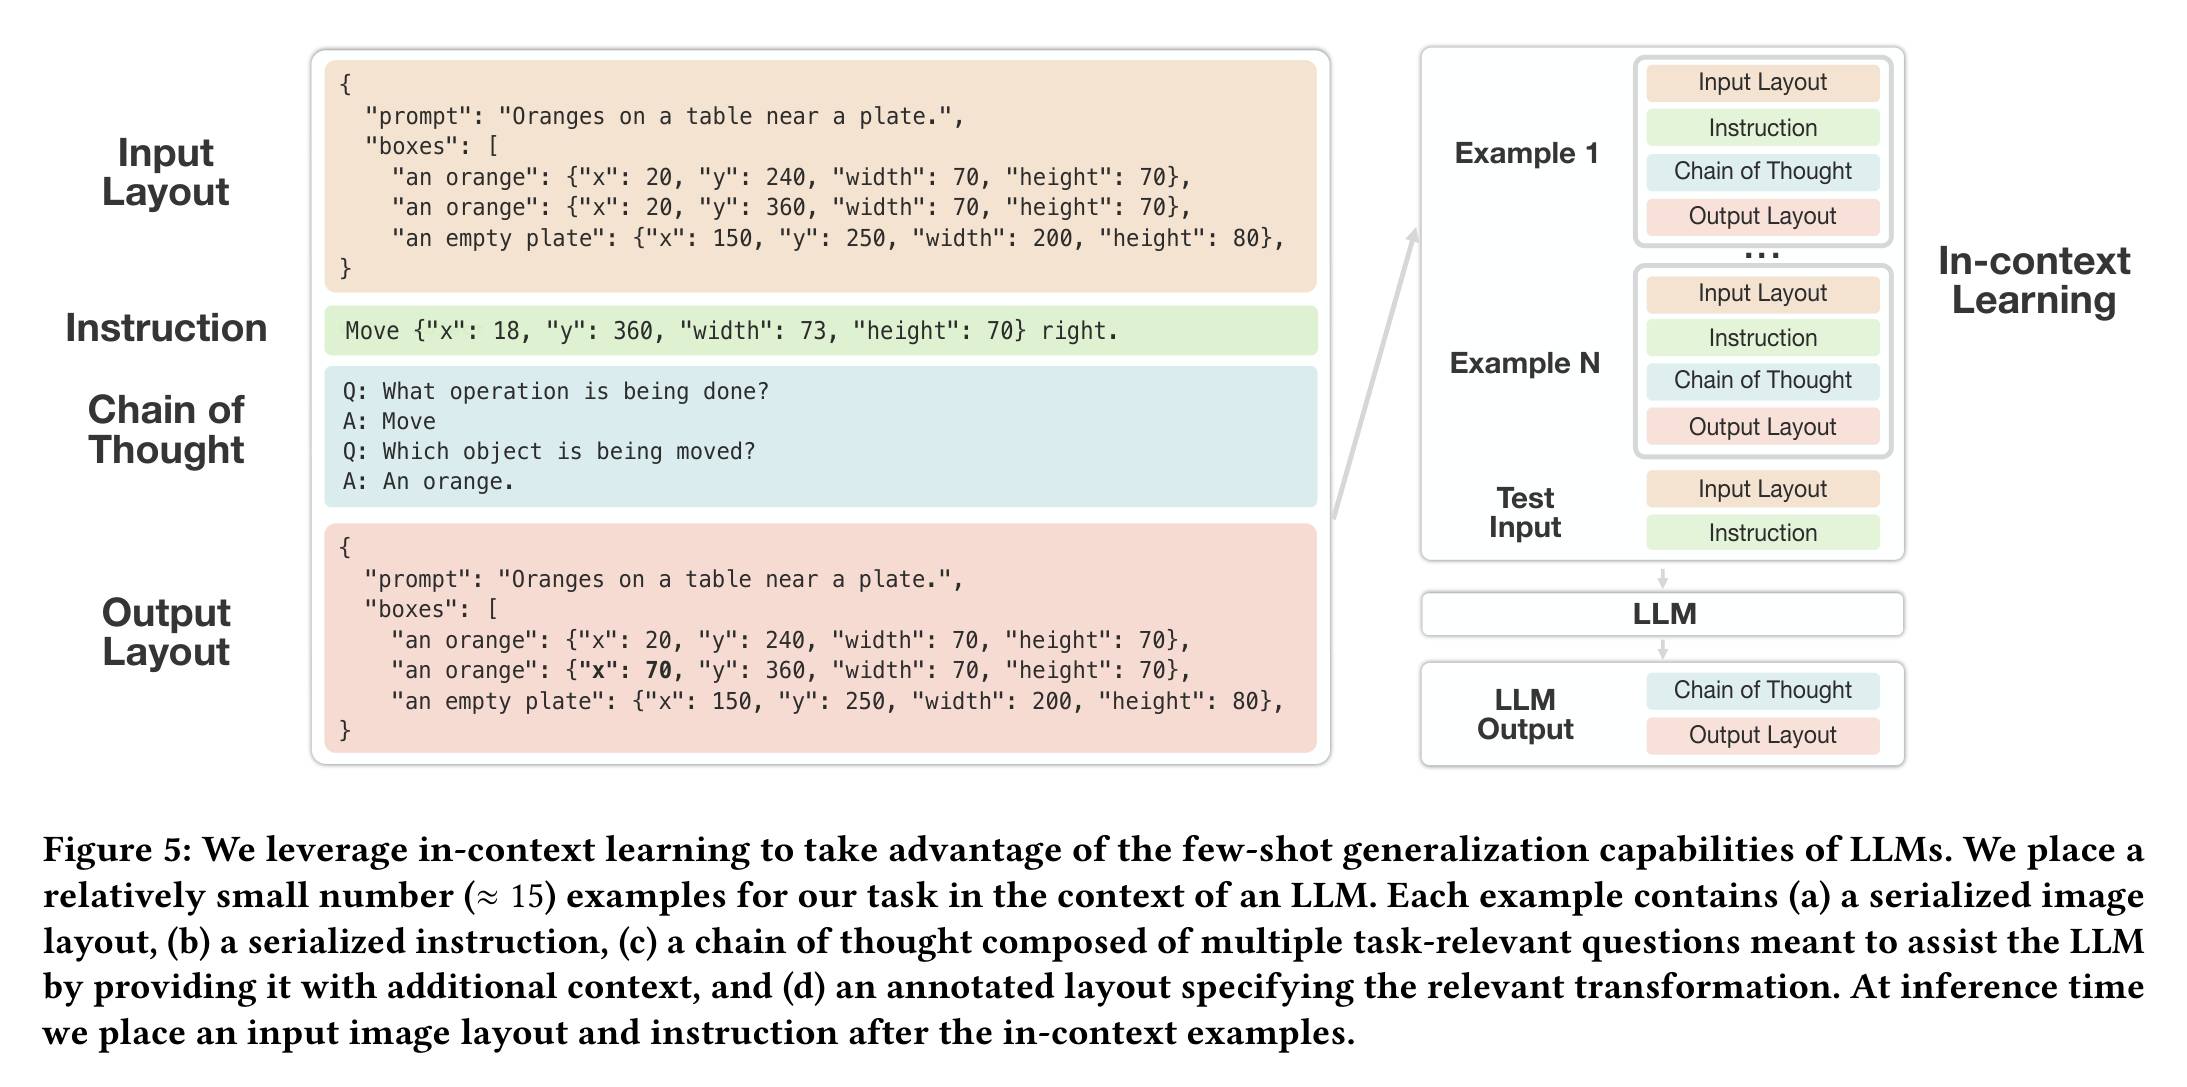 Input
Layout
{
"prompt": "Oranges on a table near a plate.",
"boxes": [
"an orange": {"x": 20, "y": 240, "width": 70, "height": 70},
"an orange": {"x": 20, "y": 360, "width": 70, "height": 70},
"an empty plate": {"x": 150, "y": 250, "width": 200, "height": 80},
}
Instruction
Move {"x": 18, "y": 360, "width": 73, "height": 70} right.
Chain of
Thought
Q: What operation is being done?
A: Move
Q: Which object is being moved?
A: An orange.
Output
Layout
{
"prompt": "Oranges on a table near a plate.",
"boxes": [
"an orange": {"x": 20, "y": 240, "width": 70, "height": 70},
"an orange": {"x": 70, "y": 360, "width": 70, "height": 70},
"an empty plate": {"x": 150, "y": 250, "width": 200, "height": 80},
}
Example 1
Input Layout
Instruction
Chain of Thought
Output Layout
...
Example N
Input Layout
Instruction
Chain of Thought
Output Layout
Test
Input
Input Layout
Instruction
In-context
Learning
LLM
LLM
Output
Chain of Thought
Output Layout
Figure 5: We leverage in-context learning to take advantage of the few-shot generalization capabilities of LLMs. We place a
relatively small number (≈ 15) examples for our task in the context of an LLM. Each example contains (a) a serialized image
layout, (b) a serialized instruction, (c) a chain of thought composed of multiple task-relevant questions meant to assist the LLM
by providing it with additional context, and (d) an annotated layout specifying the relevant transformation. At inference time
we place an input image layout and instruction after the in-context examples.